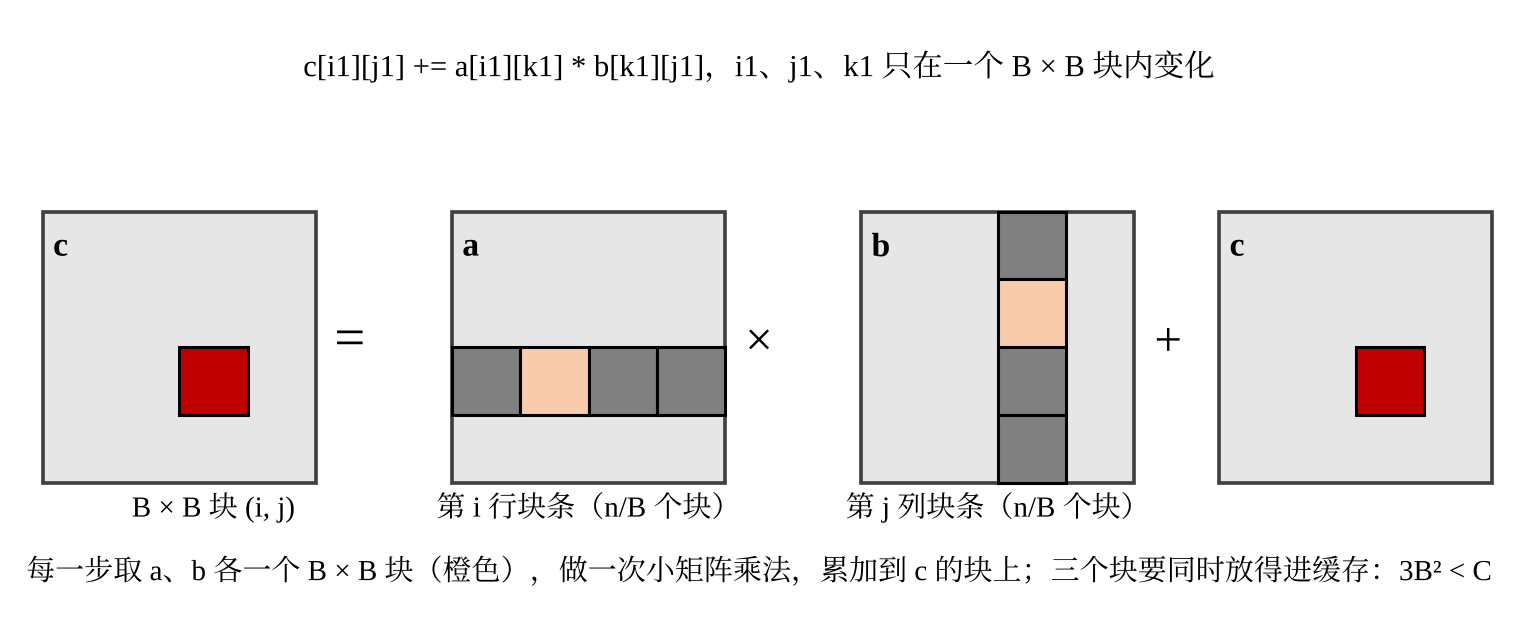 c[i1][j1] += a[i1][k1] * b[k1][j1]，i1、j1、k1 只在一个 B × B 块内变化
c
=
a
×
b
+
c
B × B 块 (i, j)
第 i 行块条（n/B 个块）
第 j 列块条（n/B 个块）
每一步取 a、b 各一个 B × B 块（橙色），做一次小矩阵乘法，累加到 c 的块上；三个块要同时放得进缓存：3B² < C